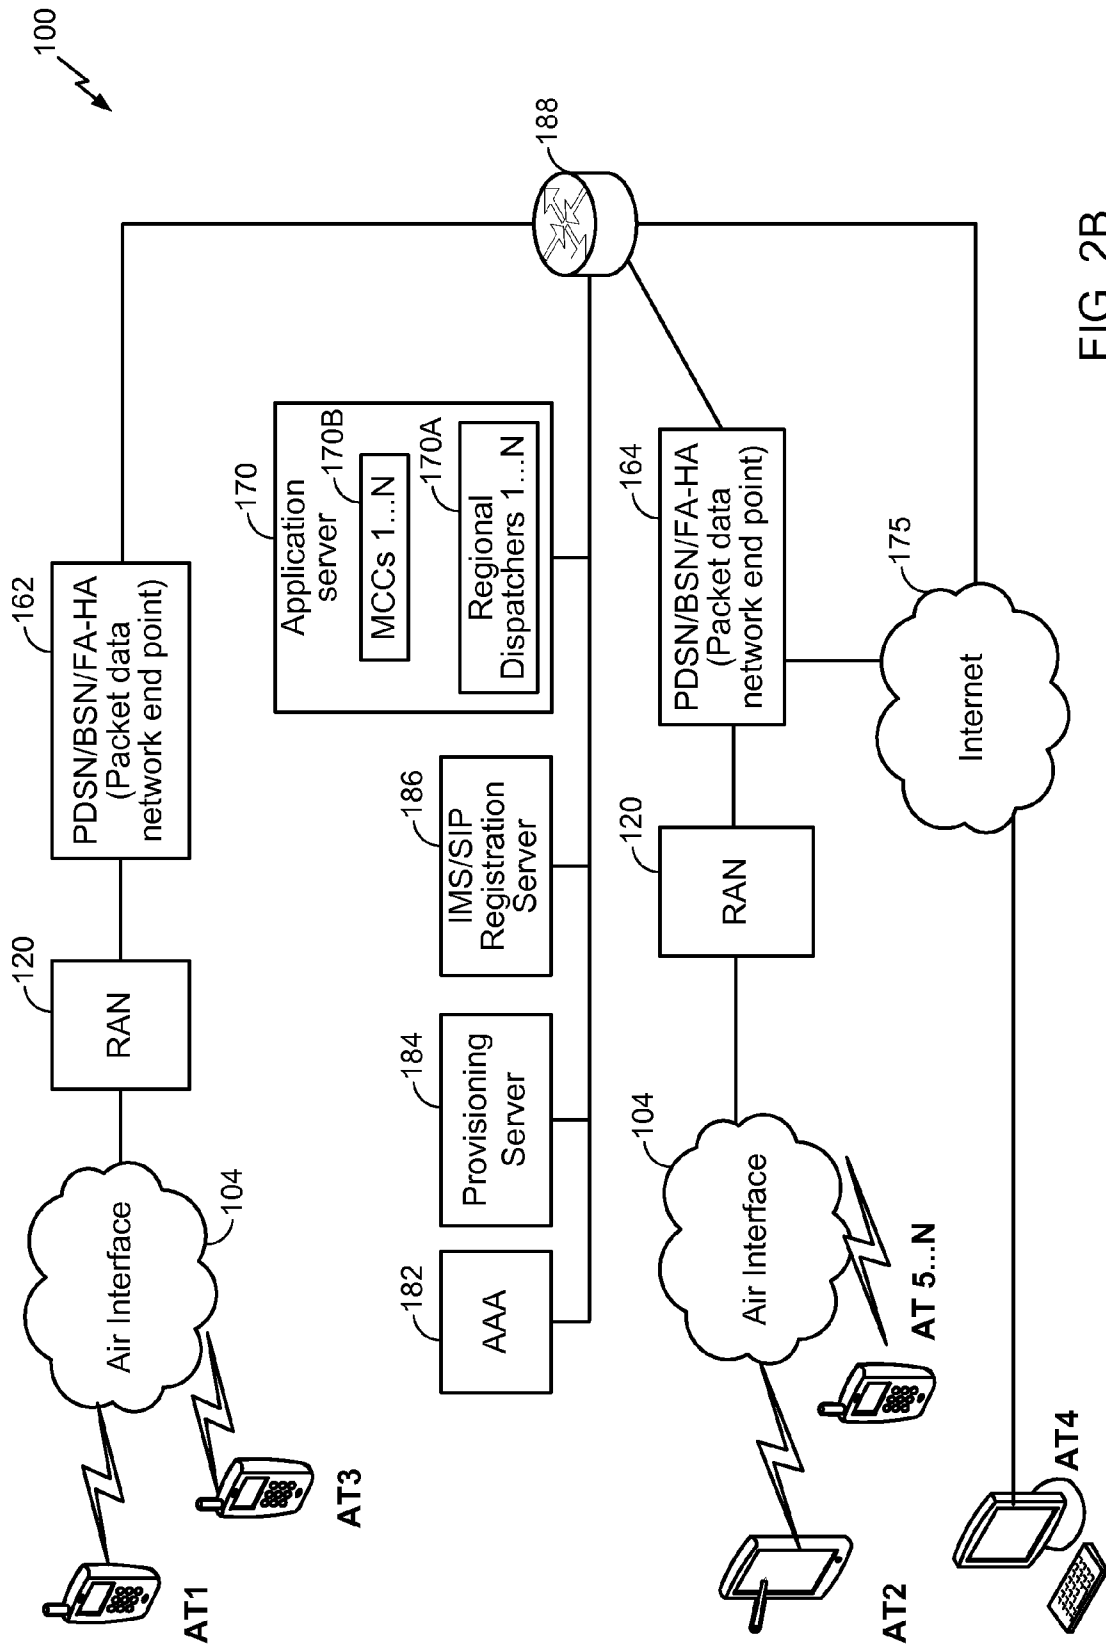 100
AT1
AT3
Air Interface
104
120
RAN
162
PDSN/BSN/FA-HA
(Packet data
network end point)
188
182
AAA
184
Provisioning
Server
186
IMS/SIP
Registration
Server
170
Application
server
170B
MCCs 1...N
170A
Regional
Dispatchers 1...N
AT2
AT 5...N
104
Air Interface
120
RAN
164
PDSN/BSN/FA-HA
(Packet data
network end point)
175
Internet
AT4
FIG. 2B